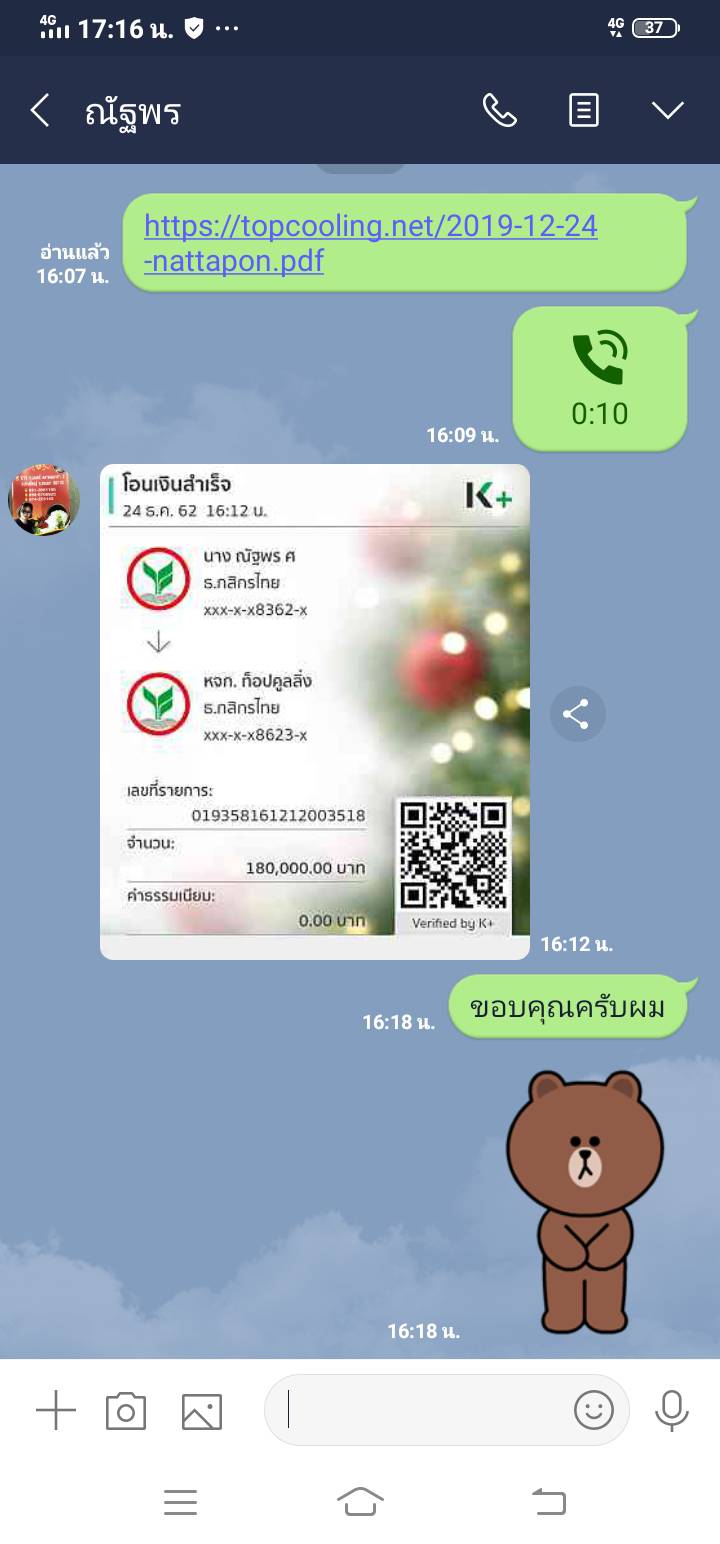 4G 17:16 น. ... 4G 37
ณัฐพร
https://topcooling.net/2019-12-24
-nattapon.pdf
อ่านแล้ว
16:07 น.
0:10
16:09 น.
โอนเงินสำเร็จ
24 ธ.ค. 62 16:12 น.
K+
นาง ณัฐพร ศ
ธ.กสิกรไทย
xxx-x-x8362-x
หจก. ท็อปคูลลิ่ง
ธ.กสิกรไทย
xxx-x-x8623-x
เลขที่รายการ:
019358161212003518
จำนวน:
180,000.00 บาท
ค่าธรรมเนียม:
0.00 บาท
Verified by K+
16:12 น.
ขอบคุณครับผม
16:18 น.
16:18 น.